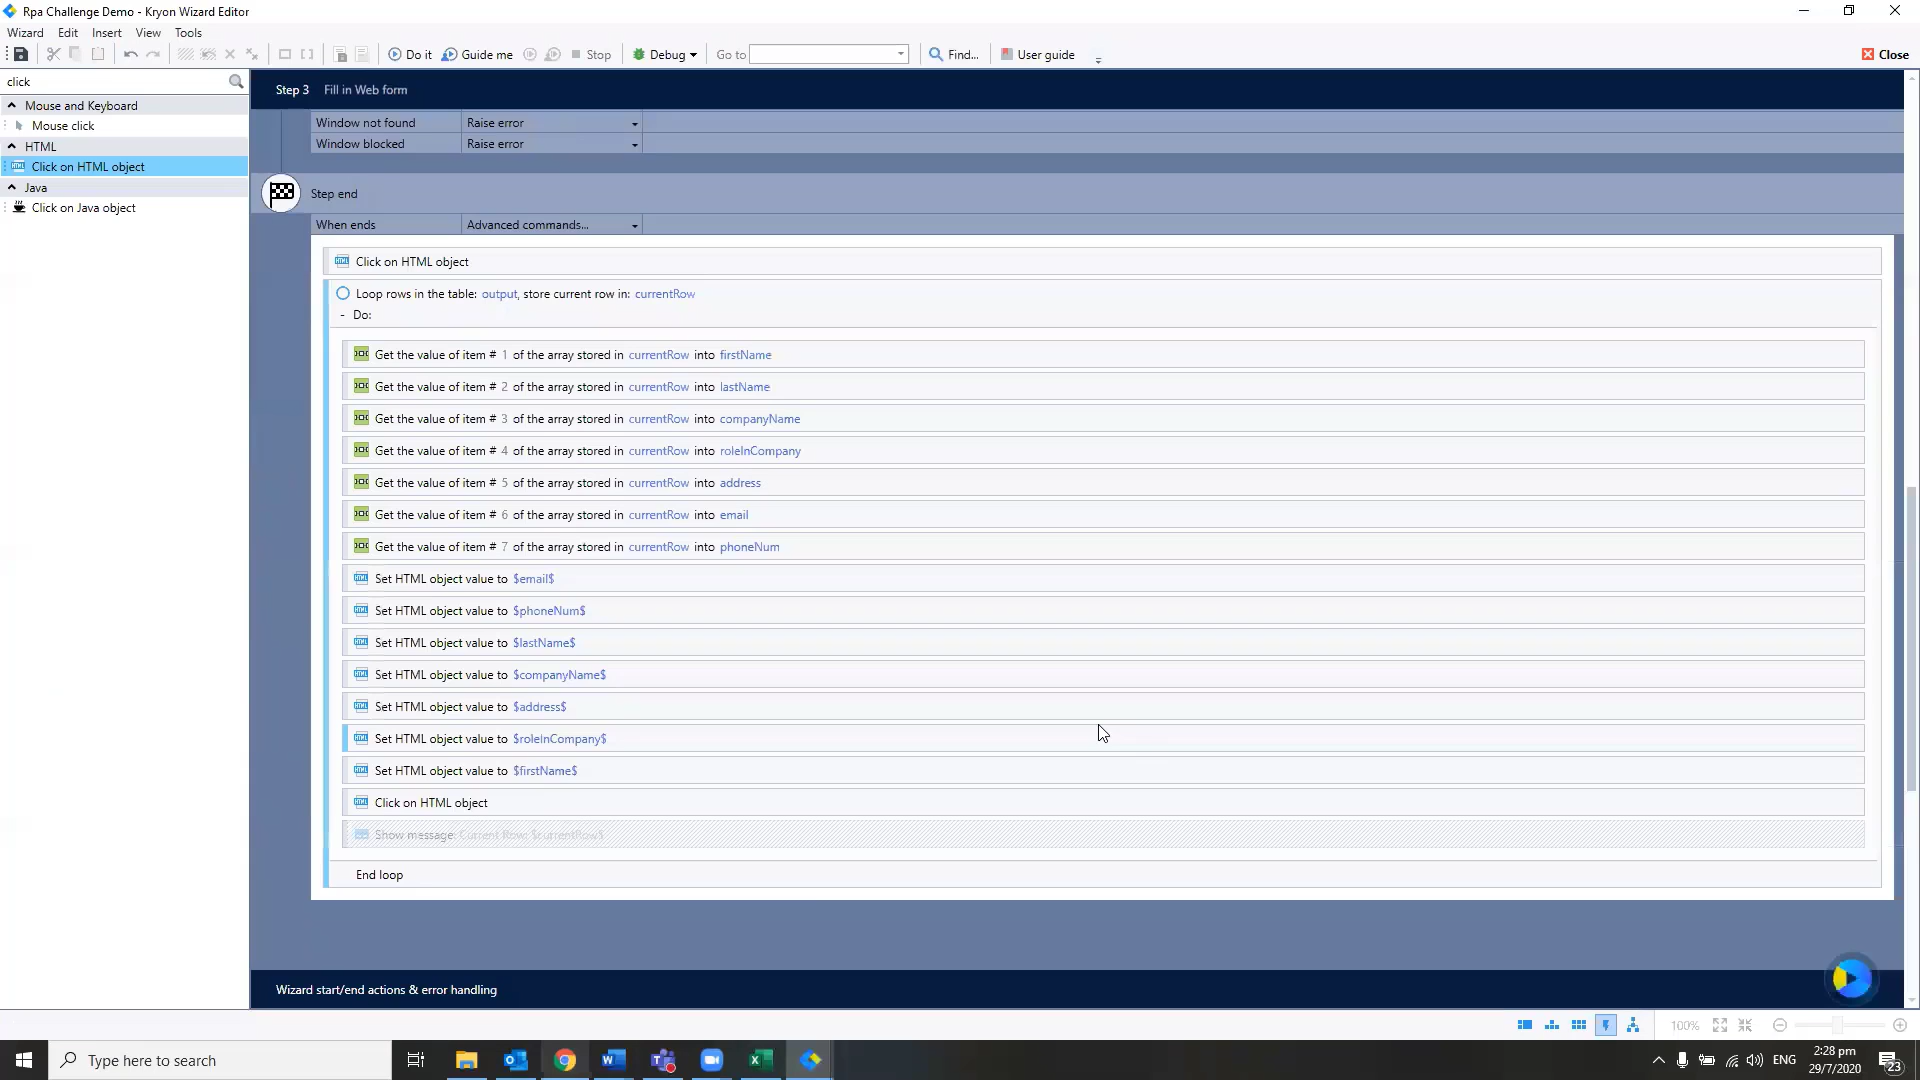 Rpa Challenge Demo - Kryon Wizard Editor
Wizard Edit Insert View Tools
Do it Guide me Stop Debug Go to Find... User guide Close
click
Mouse and Keyboard
Mouse click
HTML
Click on HTML object
Java
Click on Java object
Step 3 Fill in Web form
Window not found Raise error
Window blocked Raise error
Step end
When ends Advanced commands...
Click on HTML object
Loop rows in the table: output, store current row in: currentRow
- Do:
Get the value of item # 1 of the array stored in currentRow into firstName
Get the value of item # 2 of the array stored in currentRow into lastName
Get the value of item # 3 of the array stored in currentRow into companyName
Get the value of item # 4 of the array stored in currentRow into roleInCompany
Get the value of item # 5 of the array stored in currentRow into address
Get the value of item # 6 of the array stored in currentRow into email
Get the value of item # 7 of the array stored in currentRow into phoneNum
Set HTML object value to $email$
Set HTML object value to $phoneNum$
Set HTML object value to $lastName$
Set HTML object value to $companyName$
Set HTML object value to $address$
Set HTML object value to $roleInCompany$
Set HTML object value to $firstName$
Click on HTML object
Show message: Current Row: $currentRow$
End loop
Wizard start/end actions & error handling
100%
Type here to search
ENG
2:28 pm
29/7/2020
23